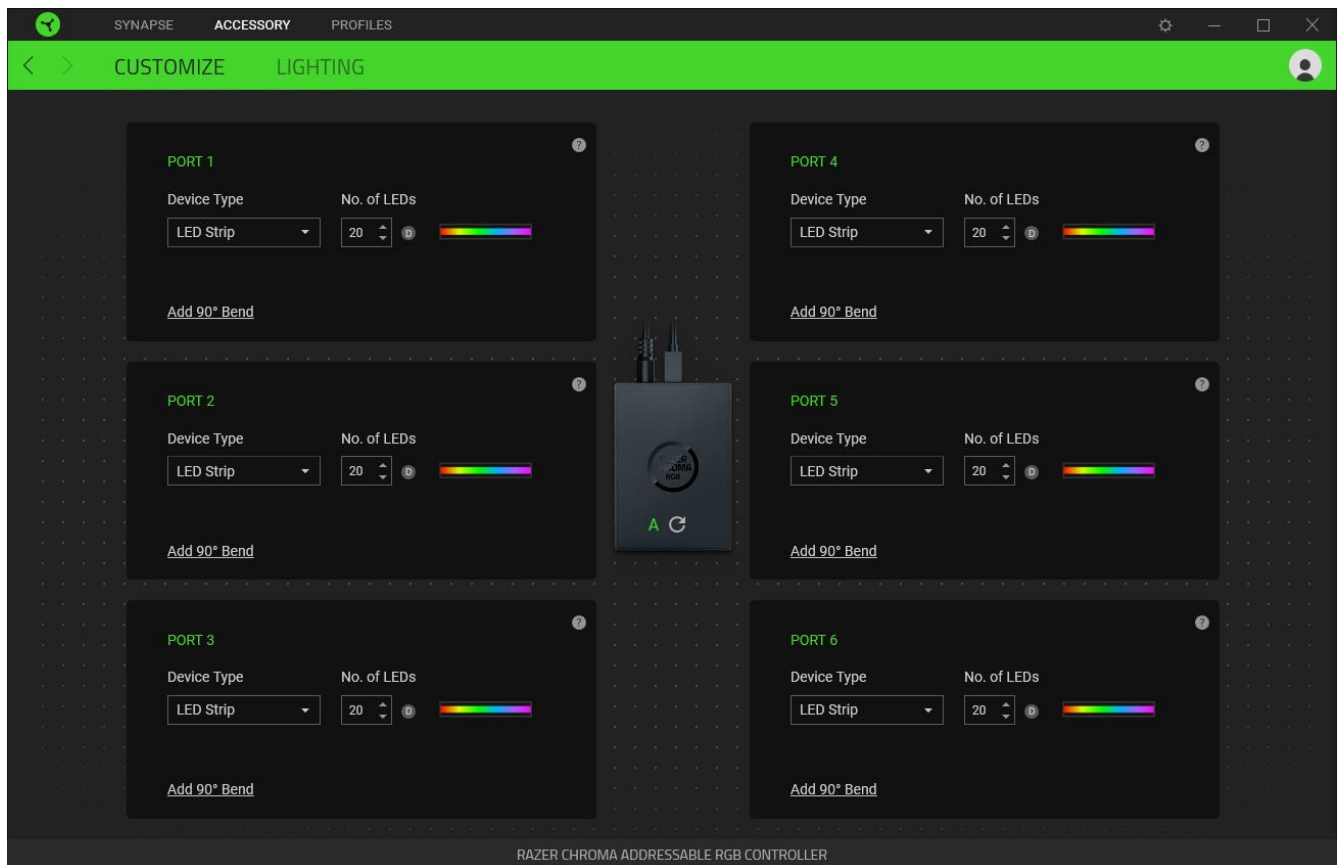 SYNAPSE ACCESSORY PROFILES
CUSTOMIZE LIGHTING
PORT 1
Device Type No. of LEDs
LED Strip 20 D
Add 90° Bend
PORT 2
Device Type No. of LEDs
LED Strip 20 D
Add 90° Bend
PORT 3
Device Type No. of LEDs
LED Strip 20 D
Add 90° Bend
RAZER
CHROMA
RGB
A
PORT 4
Device Type No. of LEDs
LED Strip 20 D
Add 90° Bend
PORT 5
Device Type No. of LEDs
LED Strip 20 D
Add 90° Bend
PORT 6
Device Type No. of LEDs
LED Strip 20 D
Add 90° Bend
RAZER CHROMA ADDRESSABLE RGB CONTROLLER